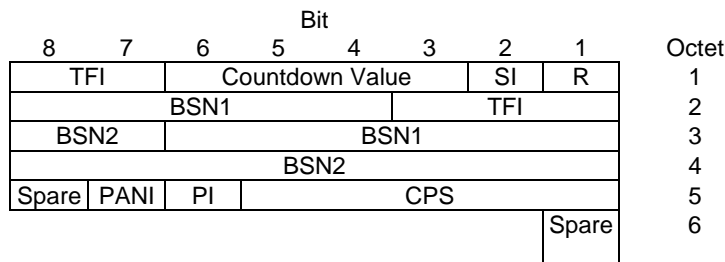 Bit
8 7 6 5 4 3 2 1 Octet
TFI Countdown Value SI R 1
BSN1 TFI 2
BSN2 BSN1 3
BSN2 4
Spare PANI PI CPS 5
Spare 6